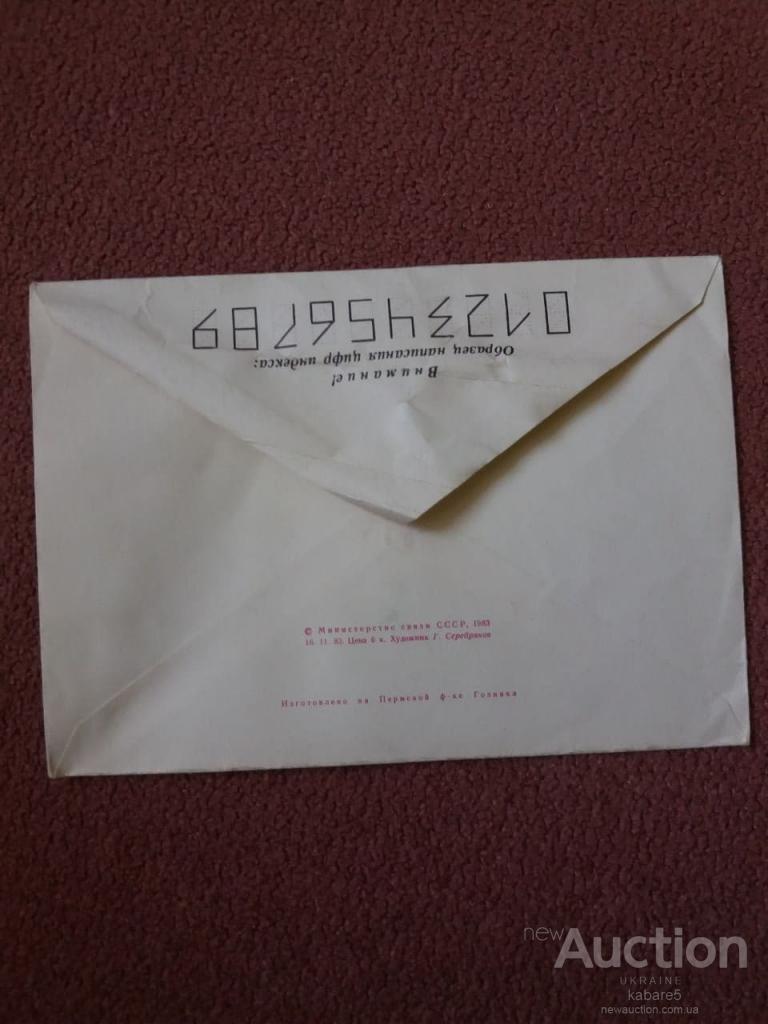 Внимание!
Образец написания цифр индекса:
0123456789
© Министерство связи СССР, 1983
16. 11. 83. Цена 6 к. Художник Г. Серебряков
Изготовлено на Пермской ф-ке Гознака
newAuction
UKRAINE
kabare5
newauction.com.ua